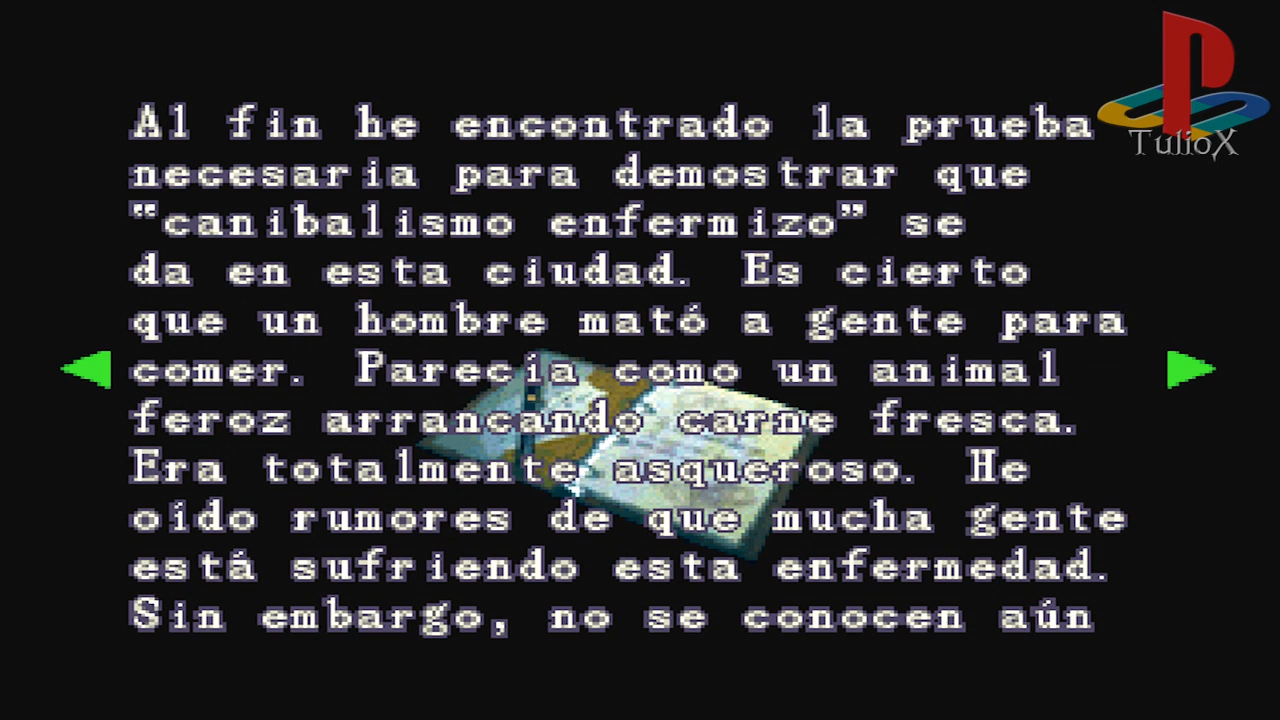 Al fin he encontrado la prueba
necesaria para demostrar que
"canibalismo enfermizo" se
da en esta ciudad. Es cierto
que un hombre mató a gente para
comer. Parecía como un animal
feroz arrancando carne fresca.
Era totalmente asqueroso. He
oído rumores de que mucha gente
está sufriendo esta enfermedad.
Sin embargo, no se conocen aún
TulioX